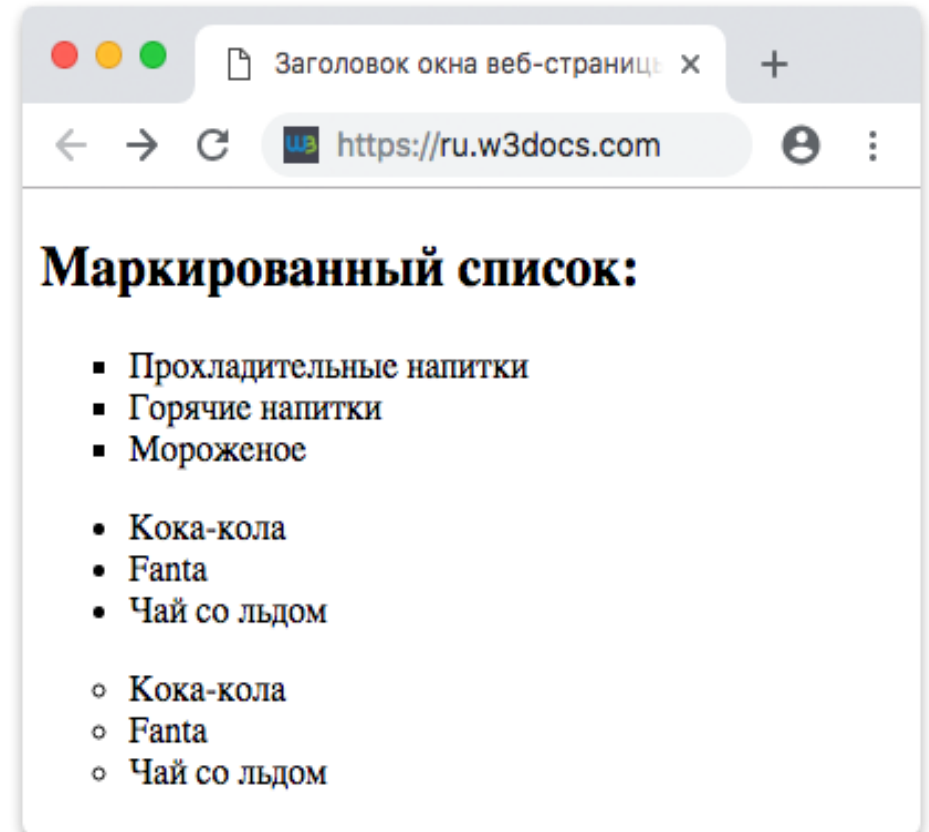 Заголовок окна веб-страниць
https://ru.w3docs.com
Маркированный список:
Прохладительные напитки
Горячие напитки
Мороженое
Кока-кола
Fanta
Чай со льдом
Кока-кола
Fanta
Чай со льдом